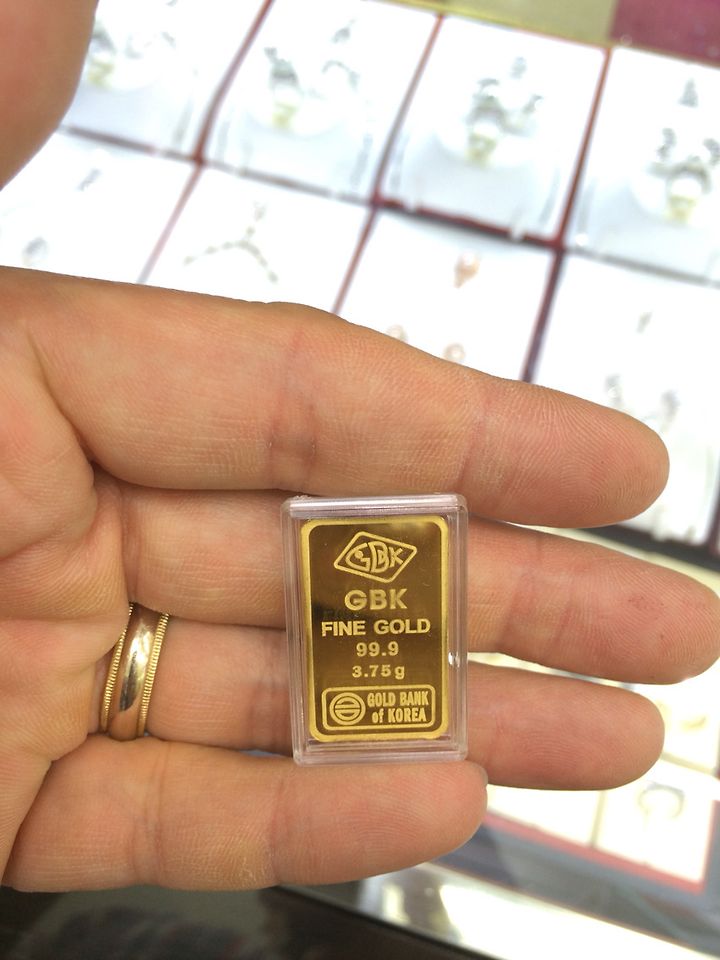 GBK
GBK
FINE GOLD
99.9
3.75g
GOLD BANK
of KOREA